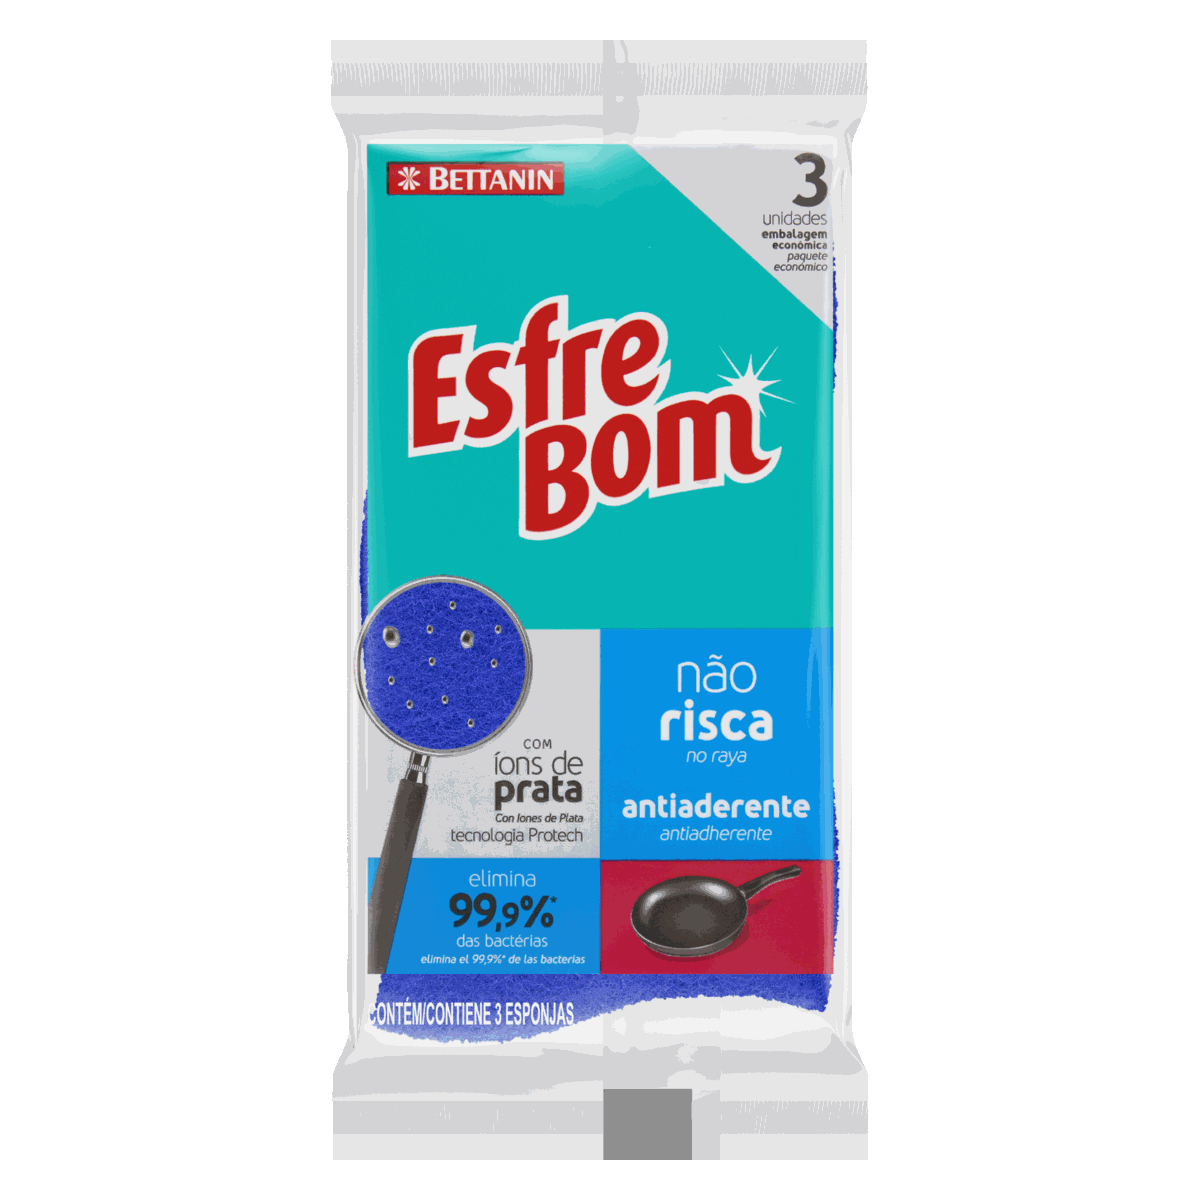 BETTANIN
3
unidades
embalagem
econômica
paquete
económico
Esfre
Bom
não
risca
no raya
antiaderente
antiadherente
COM
íons de
prata
Con Iones de Plata
tecnologia Protech
elimina
99,9%*
das bactérias
elimina el 99,9%* de las bacterias
CONTÉM/CONTIENE 3 ESPONJAS